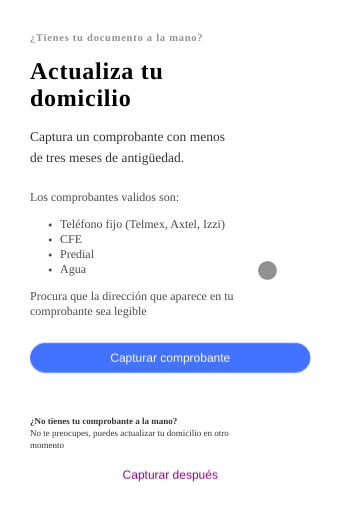 ¿Tienes tu documento a la mano?
Actualiza tu
domicilio
Captura un comprobante con menos
de tres meses de antigüedad.
Los comprobantes validos son:
• Teléfono fijo (Telmex, Axtel, Izzi)
• CFE
• Predial
• Agua
Procura que la dirección que aparece en tu
comprobante sea legible
Capturar comprobante
¿No tienes tu comprobante a la mano?
No te preocupes, puedes actualizar tu domicilio en otro
momento
Capturar después